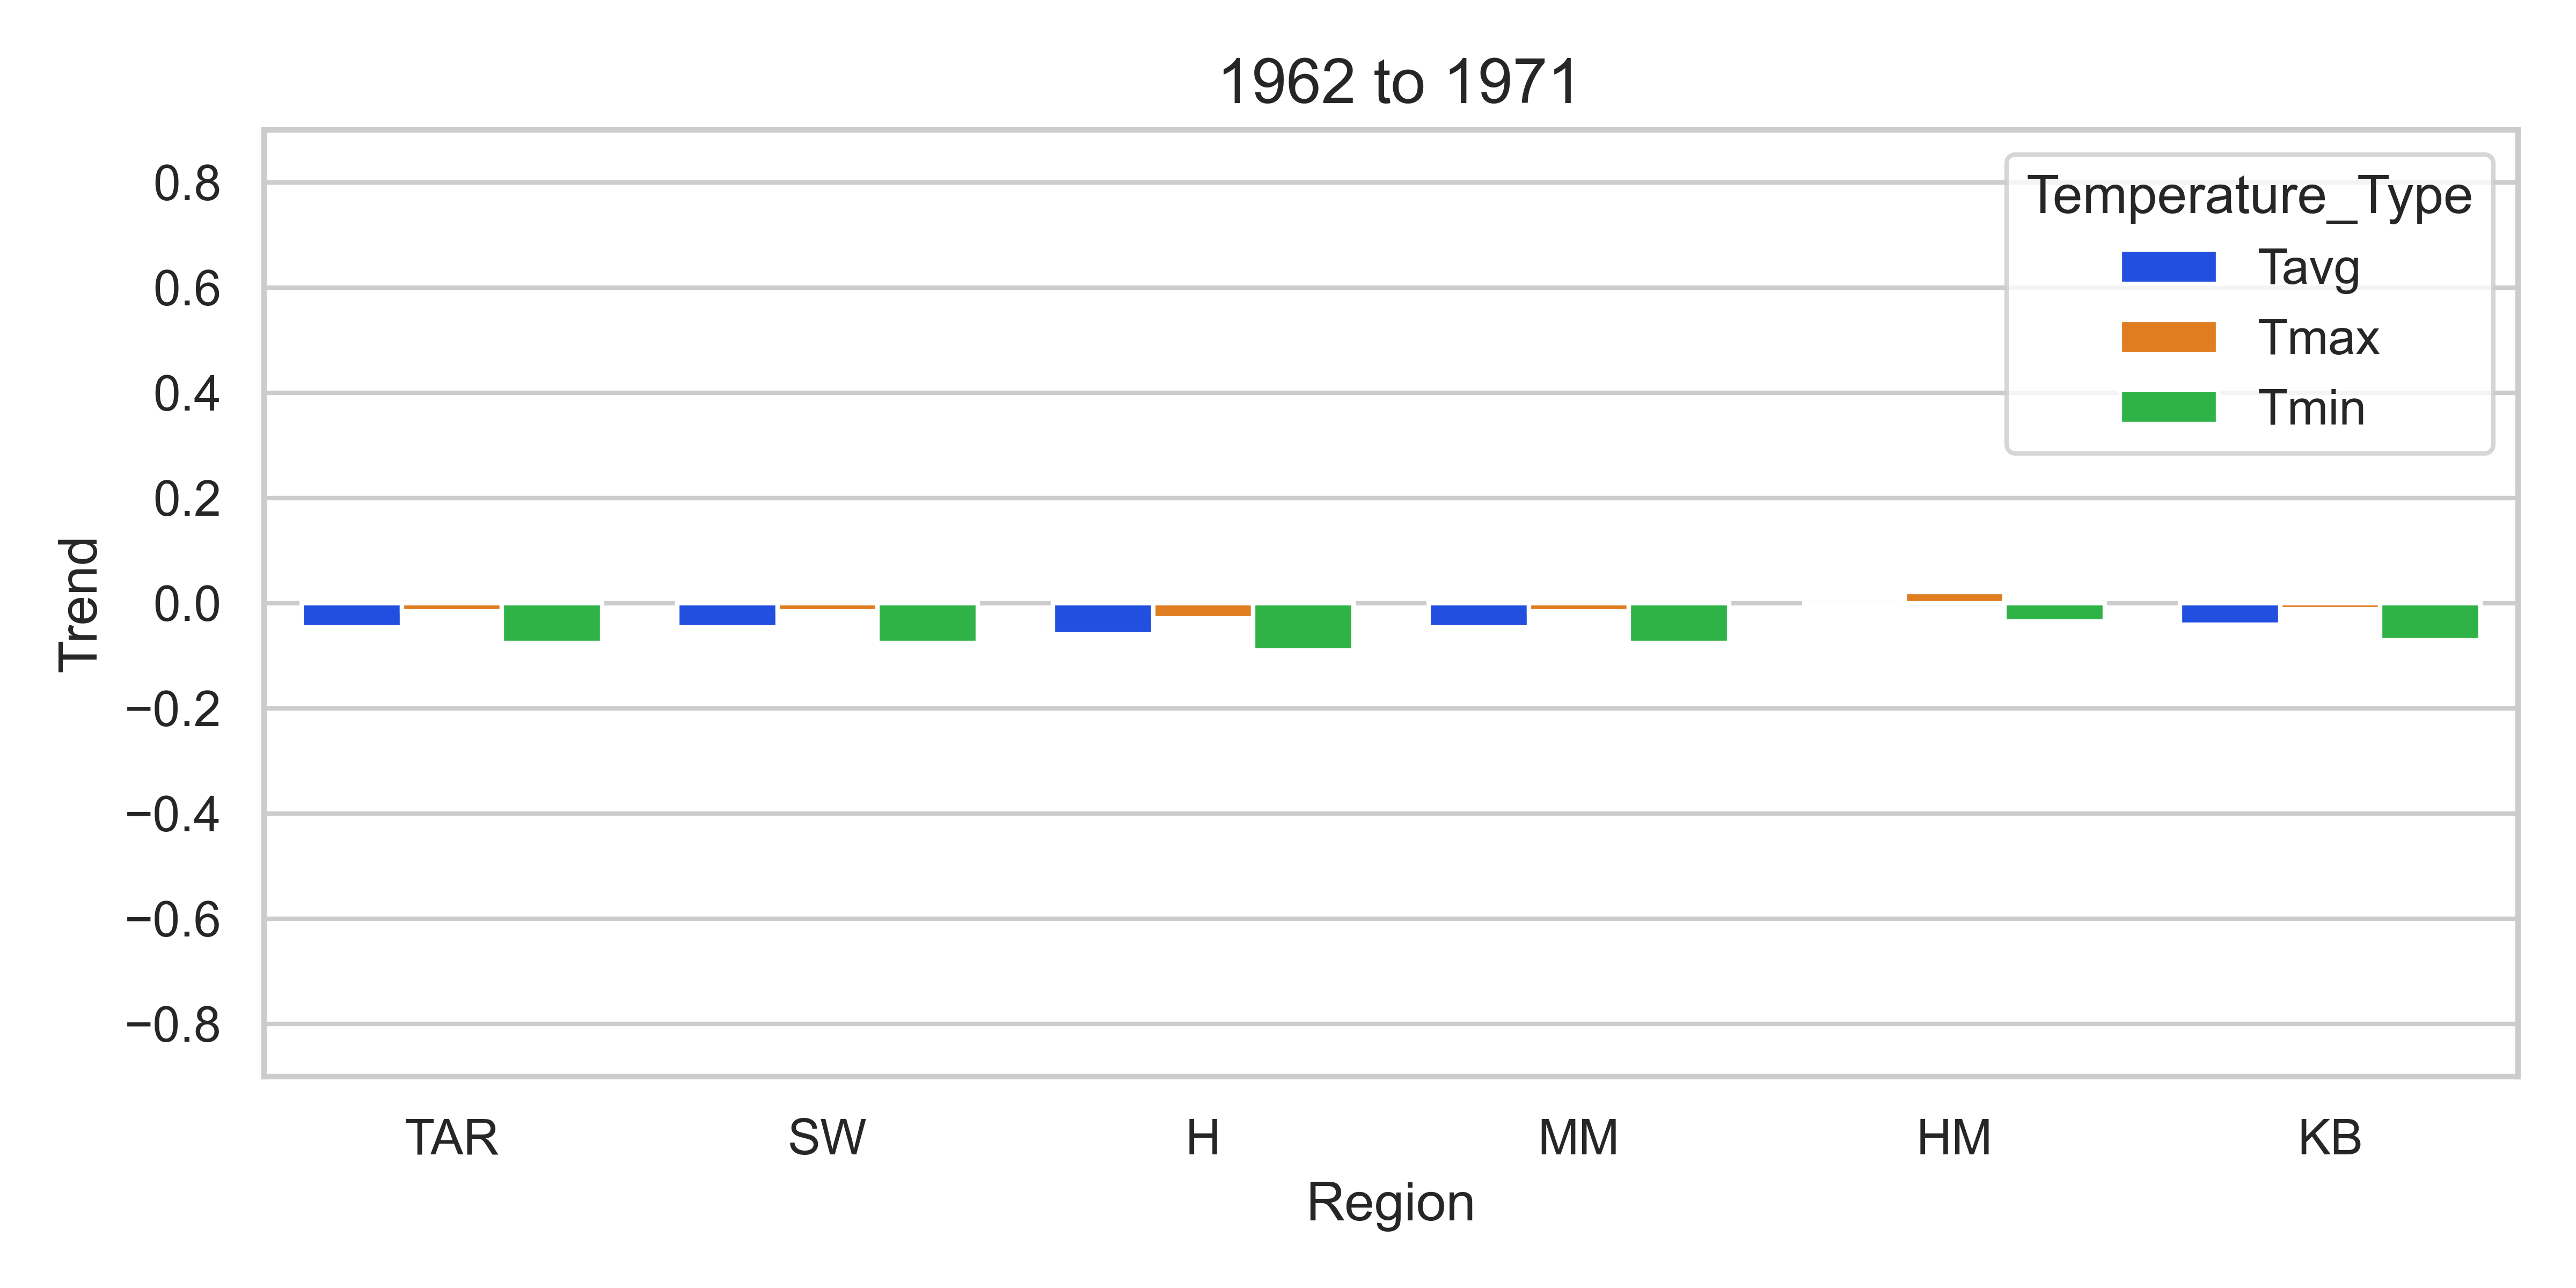 1962 to 1971
Temperature_Type
Tavg
Tmax
Tmin
Trend
0.8
0.6
0.4
0.2
0.0
−0.2
−0.4
−0.6
−0.8
TAR SW H MM HM KB
Region